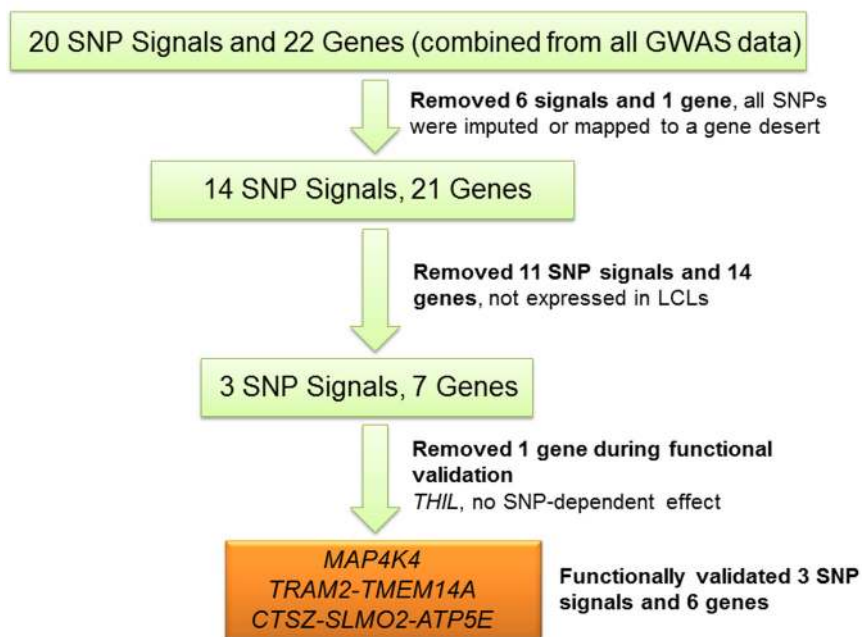 20 SNP Signals and 22 Genes (combined from all GWAS data)
Removed 6 signals and 1 gene, all SNPs
were imputed or mapped to a gene desert
14 SNP Signals, 21 Genes
Removed 11 SNP signals and 14
genes, not expressed in LCLs
3 SNP Signals, 7 Genes
Removed 1 gene during functional
validation
THIL, no SNP-dependent effect
MAP4K4
TRAM2-TMEM14A
CTSZ-SLMO2-ATP5E
Functionally validated 3 SNP
signals and 6 genes